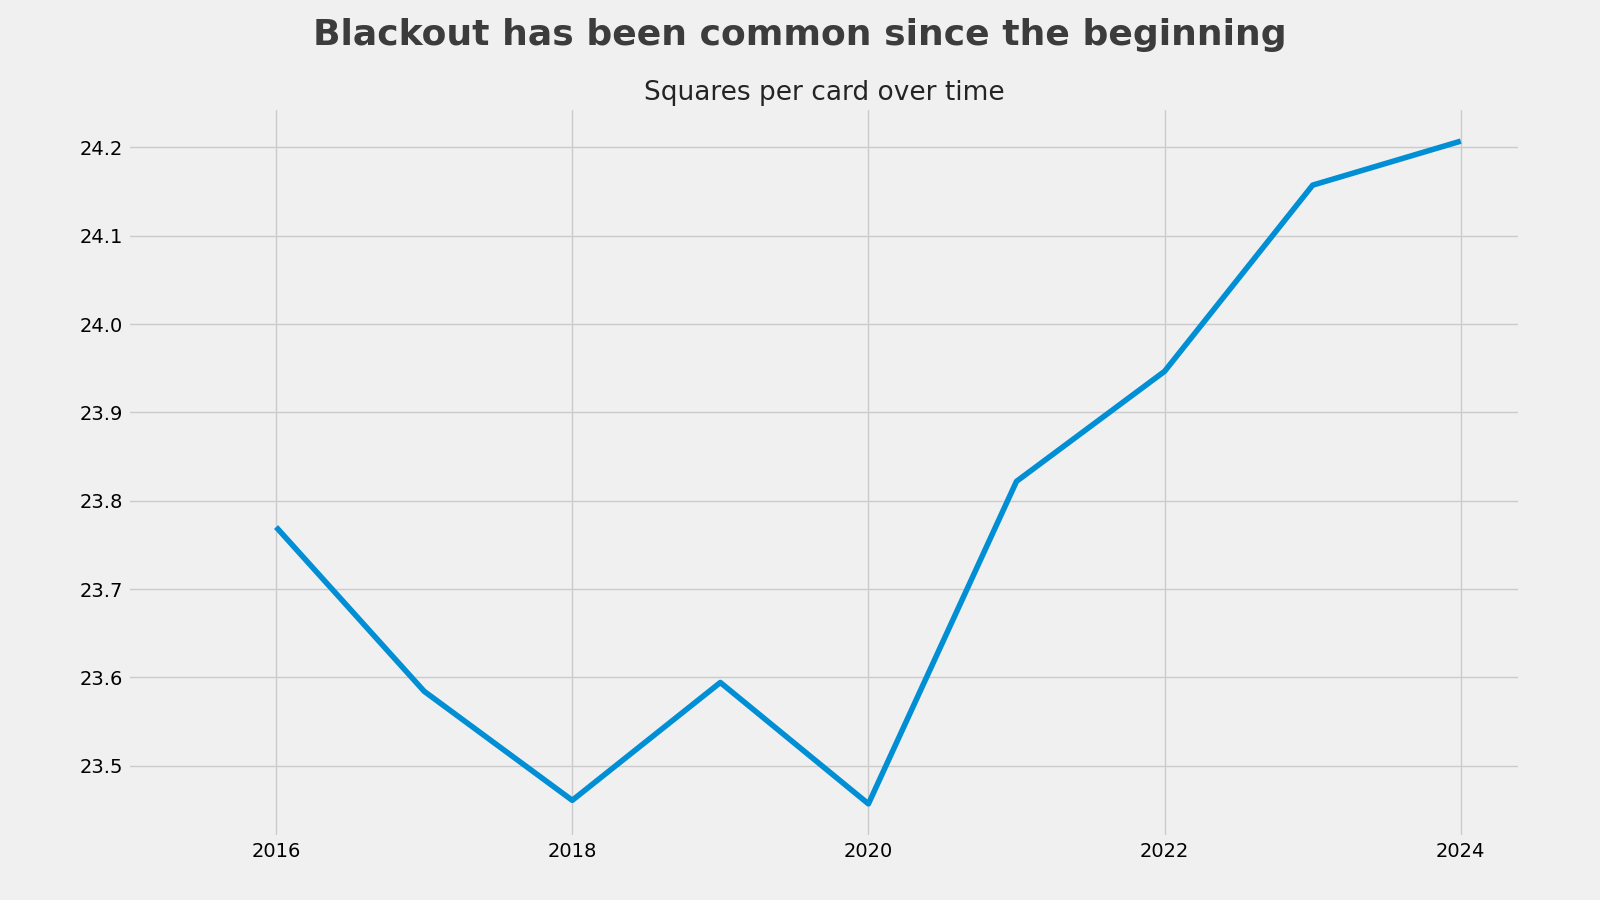 Blackout has been common since the beginning
Squares per card over time
24.2
24.1
24.0
23.9
23.8
23.7
23.6
23.5
2016 2018 2020 2022 2024